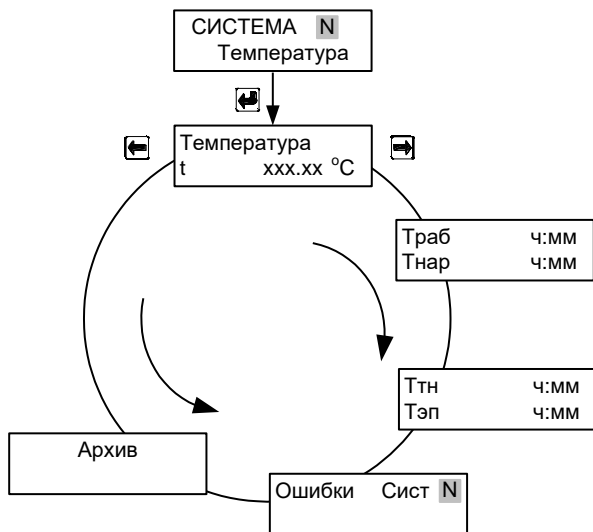 СИСТЕМА N
Температура
Температура
t xxx.xx °C
Траб ч:мм
Тнар ч:мм
Ттн ч:мм
Тэп ч:мм
Архив
Ошибки Сист N